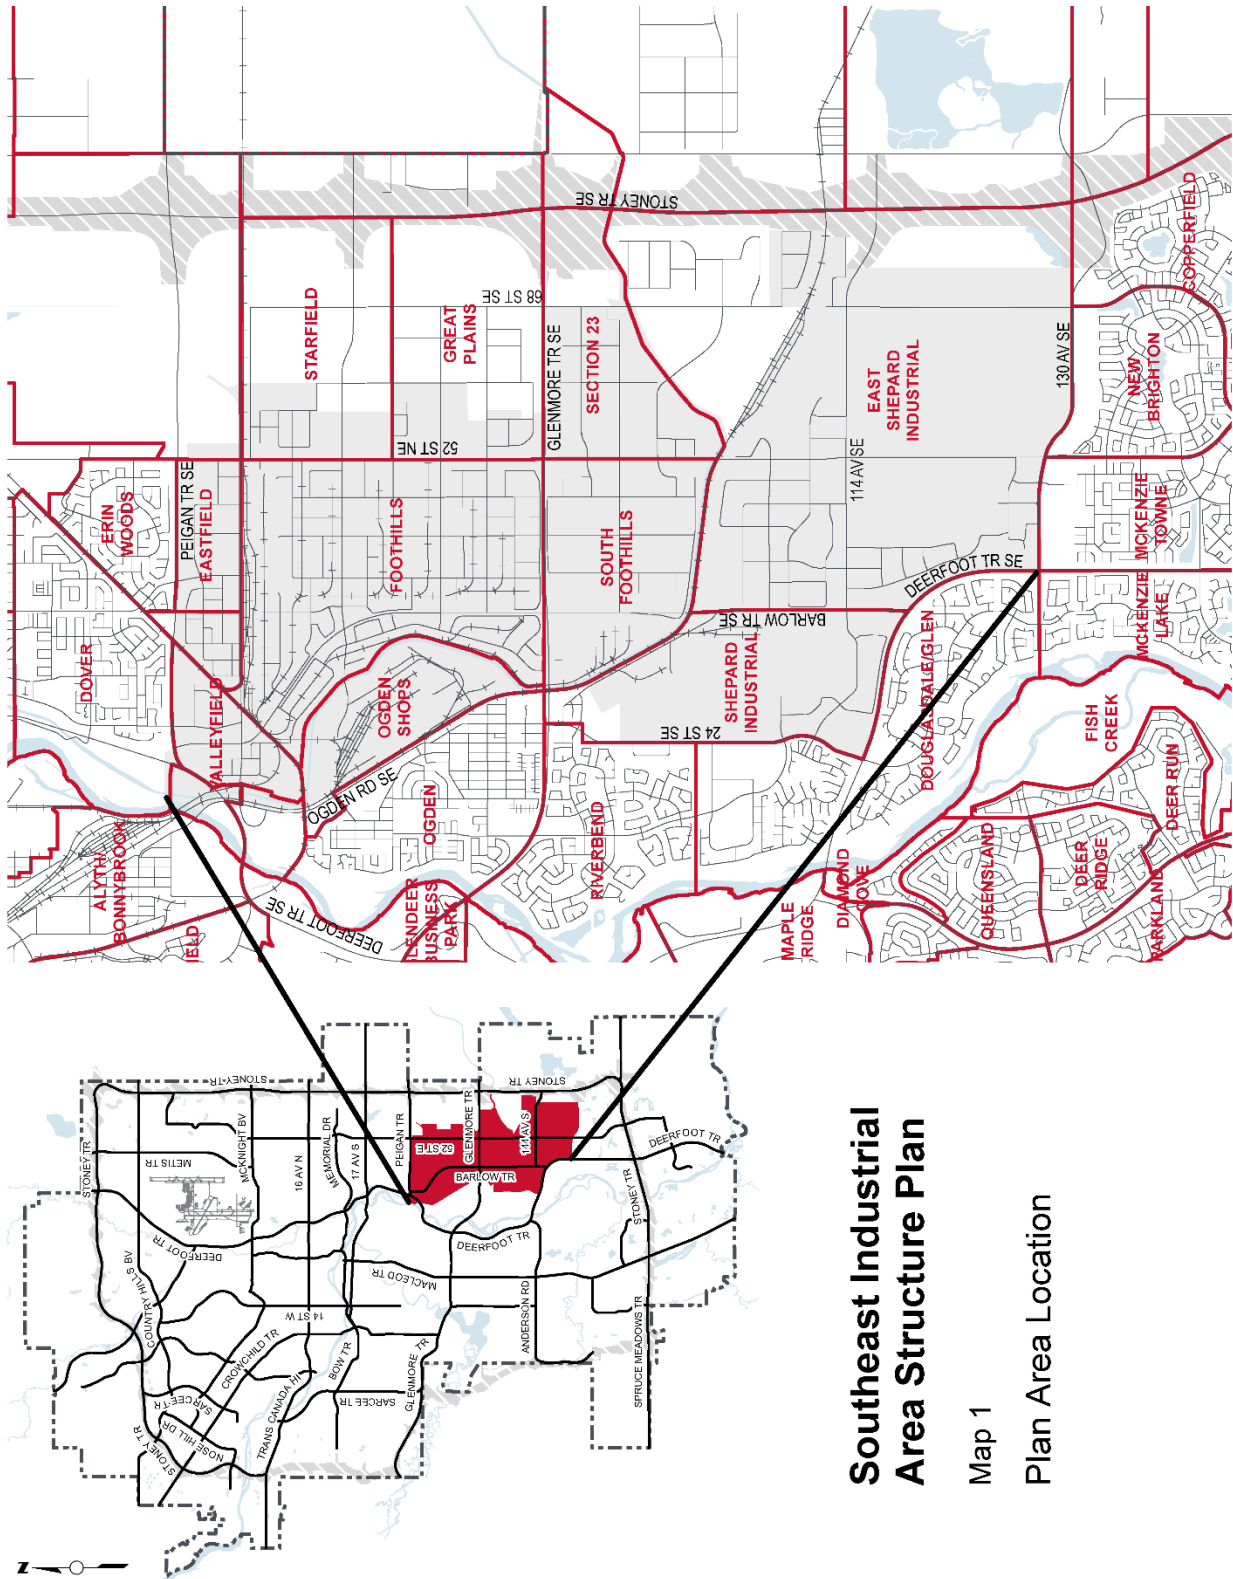 ERIN
WOODS
DOVER
PEIGAN TR SE
EASTFIELD
VALLEYFIELD
ALYTH/
BONNYBROOK
IELD
DEERFOOT TR SE
STARFIELD
GREAT
PLAINS
68 ST SE
52 ST NE
FOOTHILLS
OGDEN
SHOPS
OGDEN RD SE
OGDEN
LENDEER
BUSINESS
PARK
STONEY TR SE
GLENMORE TR SE
SECTION 23
SOUTH
FOOTHILLS
RIVERBEND
24 ST SE
SHEPARD
INDUSTRIAL
BARLOW TR SE
114 AV SE
EAST
SHEPARD
INDUSTRIAL
DEERFOOT TR SE
DOUGLASDALE/GLEN
MAPLE
RIDGE
DIAMOND
COVE
QUEENSLAND
DEER
RIDGE
PARKLAND
DEER RUN
FISH
CREEK
MCKENZIE
LAKE
MCKENZIE
TOWNE
130 AV SE
NEW
BRIGHTON
COPPERFIELD
STONEY TR
STONEY TR
METIS TR
MCKNIGHT BV
16 AV N
MEMORIAL DR
17 AV S
PEIGAN TR
52 ST E
GLENMORE TR
114 AV S
BARLOW TR
STONEY TR
DEERFOOT TR
STONEY TR
DEERFOOT TR
DEERFOOT TR
COUNTRY HILLS BV
MACLEOD TR
14 ST W
CROWCHILD TR
SARCEE TR
NOSE HILL DR
STONEY TR
TRANS CANADA HI
BOW TR
SARCEE TR
GLENMORE TR
ANDERSON RD
SPRUCE MEADOWS TR
N
Southeast Industrial
Area Structure Plan
Map 1
Plan Area Location